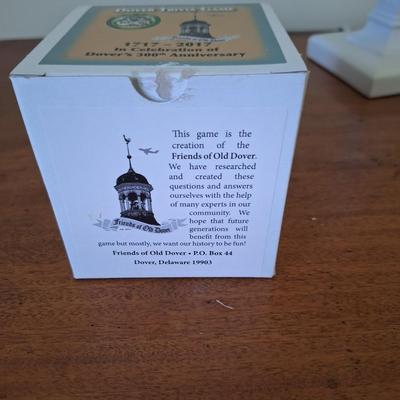 Dover Trivia Game
1717 - 2017
In Celebration of
Dover's 300th Anniversary
This game is the
creation of the
Friends of Old Dover.
We have researched
and created these
questions and answers
ourselves with the help
of many experts in our
community. We
hope that future
generations will
benefit from this
game but mostly, we want our history to be fun!
Friends of Old Dover
Friends of Old Dover • P.O. Box 44
Dover, Delaware 19903